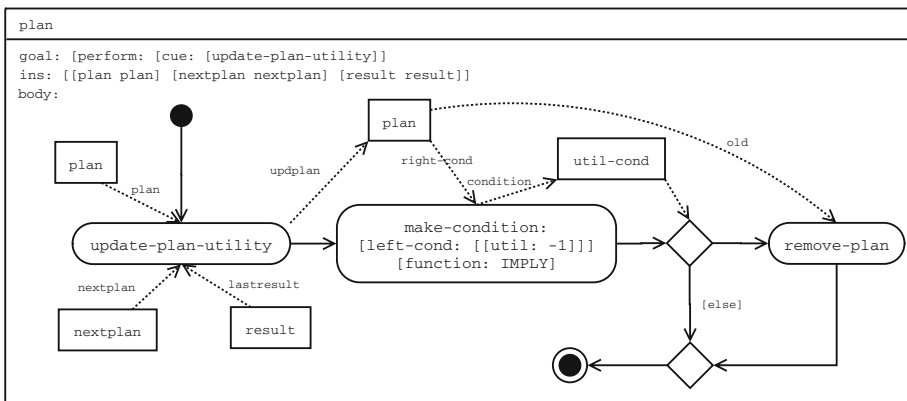 plan
goal: [perform: [cue: [update-plan-utility]]
ins: [[plan plan] [nextplan nextplan] [result result]]
body:
plan
old
plan
right-cond
util-cond
updplan
condition
plan
make-condition:
[left-cond: [[util: -1]]]
[function: IMPLY]
update-plan-utility
remove-plan
nextplan
lastresult
[else]
nextplan
result